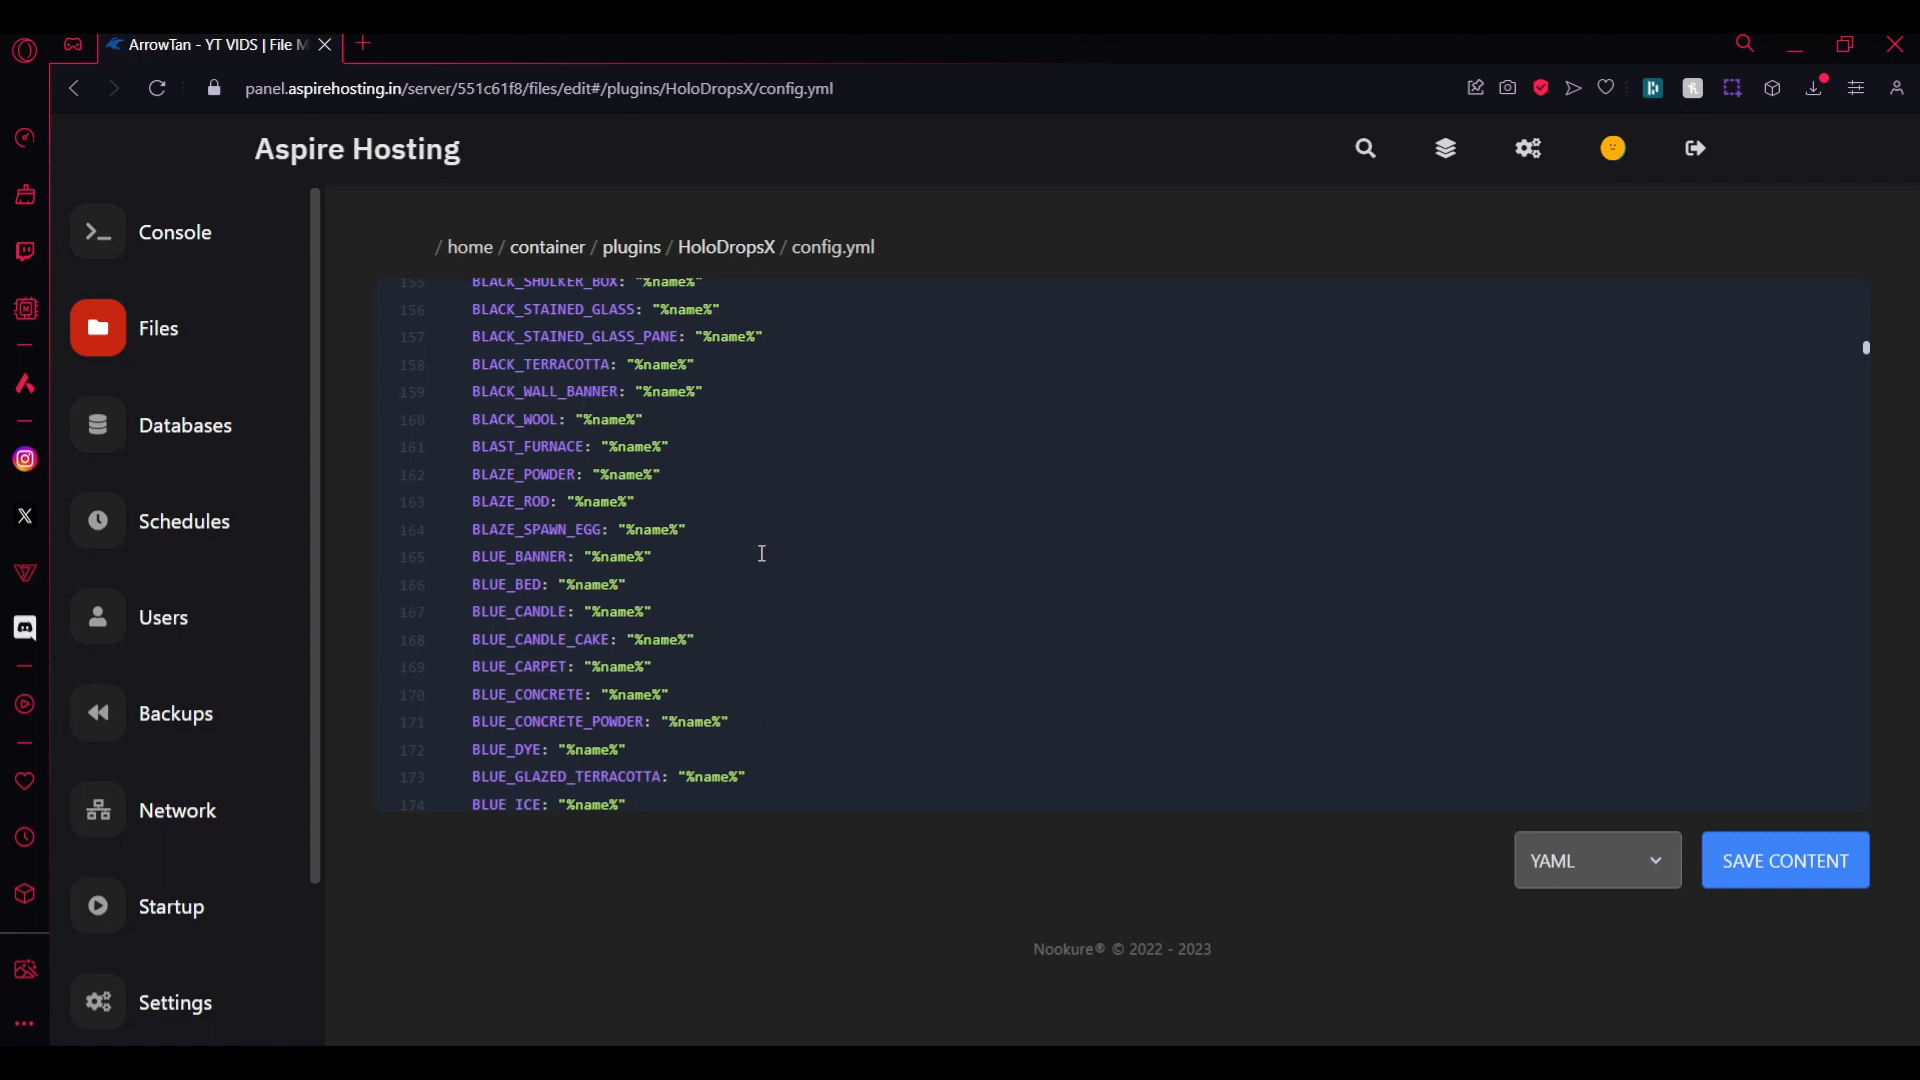 ArrowTan - YT VIDS | File M
panel.aspirehosting.in/server/551c61f8/files/edit#/plugins/HoloDropsX/config.yml
Aspire Hosting
Console
Files
Databases
Schedules
Users
Backups
Network
Startup
Settings
/ home / container / plugins / HoloDropsX / config.yml
155 BLACK_SHULKER_BOX: "%name%"
156 BLACK_STAINED_GLASS: "%name%"
157 BLACK_STAINED_GLASS_PANE: "%name%"
158 BLACK_TERRACOTTA: "%name%"
159 BLACK_WALL_BANNER: "%name%"
160 BLACK_WOOL: "%name%"
161 BLAST_FURNACE: "%name%"
162 BLAZE_POWDER: "%name%"
163 BLAZE_ROD: "%name%"
164 BLAZE_SPAWN_EGG: "%name%"
165 BLUE_BANNER: "%name%"
166 BLUE_BED: "%name%"
167 BLUE_CANDLE: "%name%"
168 BLUE_CANDLE_CAKE: "%name%"
169 BLUE_CARPET: "%name%"
170 BLUE_CONCRETE: "%name%"
171 BLUE_CONCRETE_POWDER: "%name%"
172 BLUE_DYE: "%name%"
173 BLUE_GLAZED_TERRACOTTA: "%name%"
174 BLUE_ICE: "%name%"
YAML
SAVE CONTENT
Nookure® © 2022 - 2023